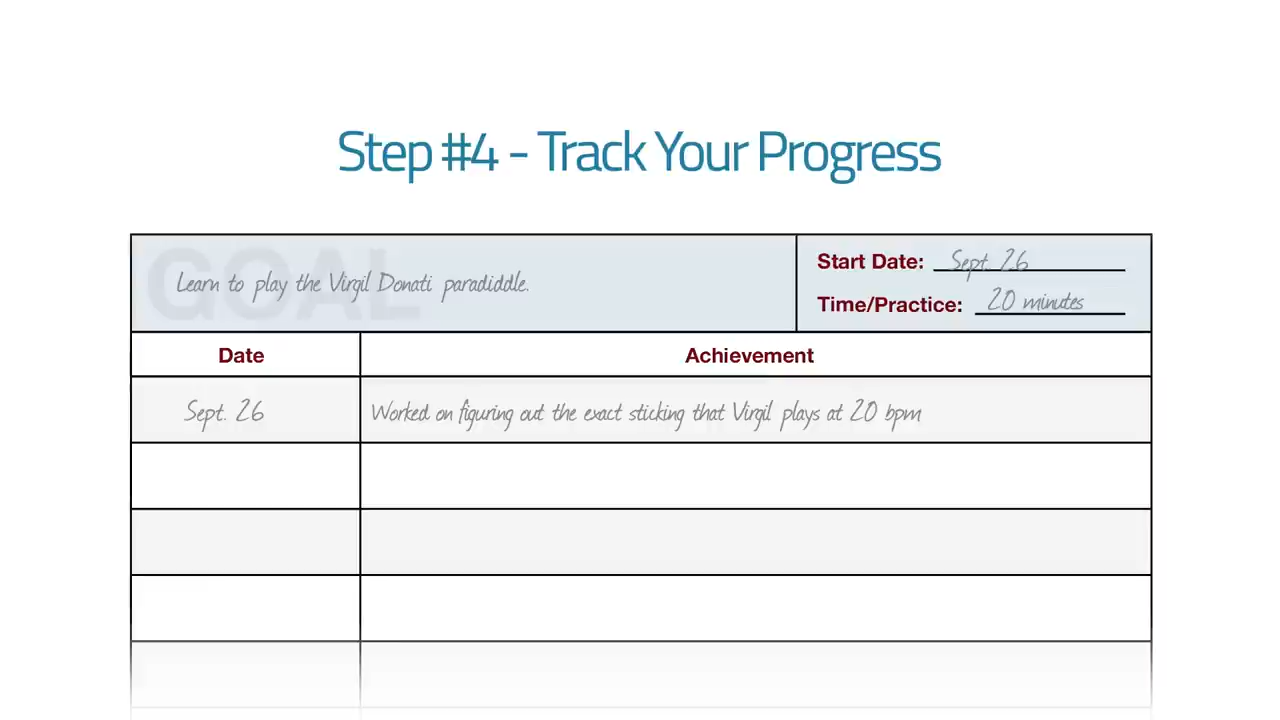 Step #4 - Track Your Progress
GOAL
Learn to play the Virgil Donati paradiddle.
Start Date: Sept. 26
Time/Practice: 20 minutes
Date Achievement
Sept. 26 Worked on figuring out the exact sticking that Virgil plays at 20 bpm